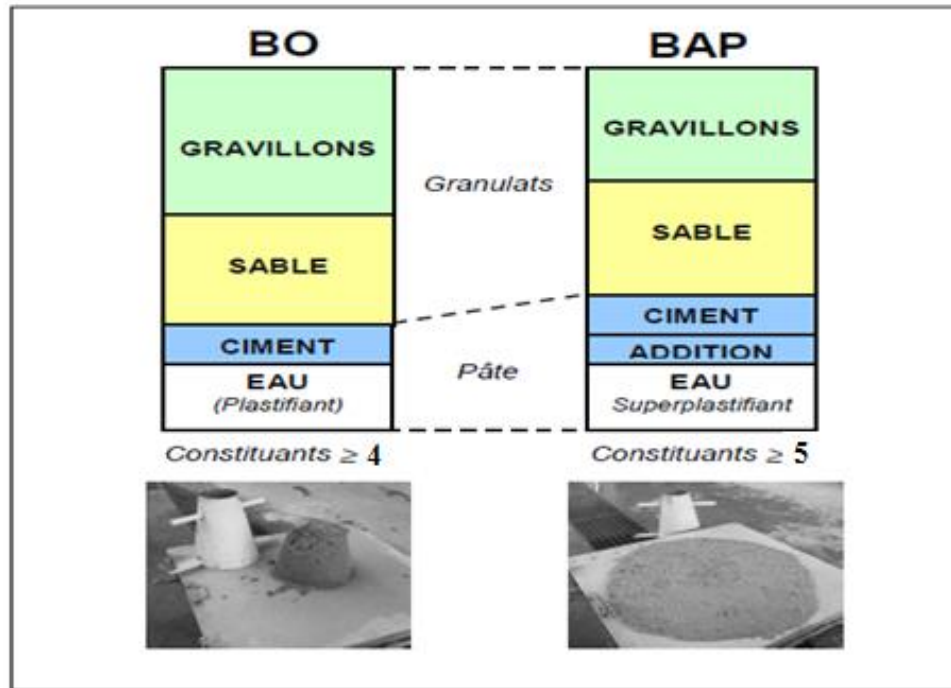 BO
BAP
GRAVILLONS
GRAVILLONS
Granulats
SABLE
SABLE
CIMENT
CIMENT
Pâte
ADDITION
EAU
(Plastifiant)
EAU
Superplastifiant
Constituants ≥ 4
Constituants ≥ 5